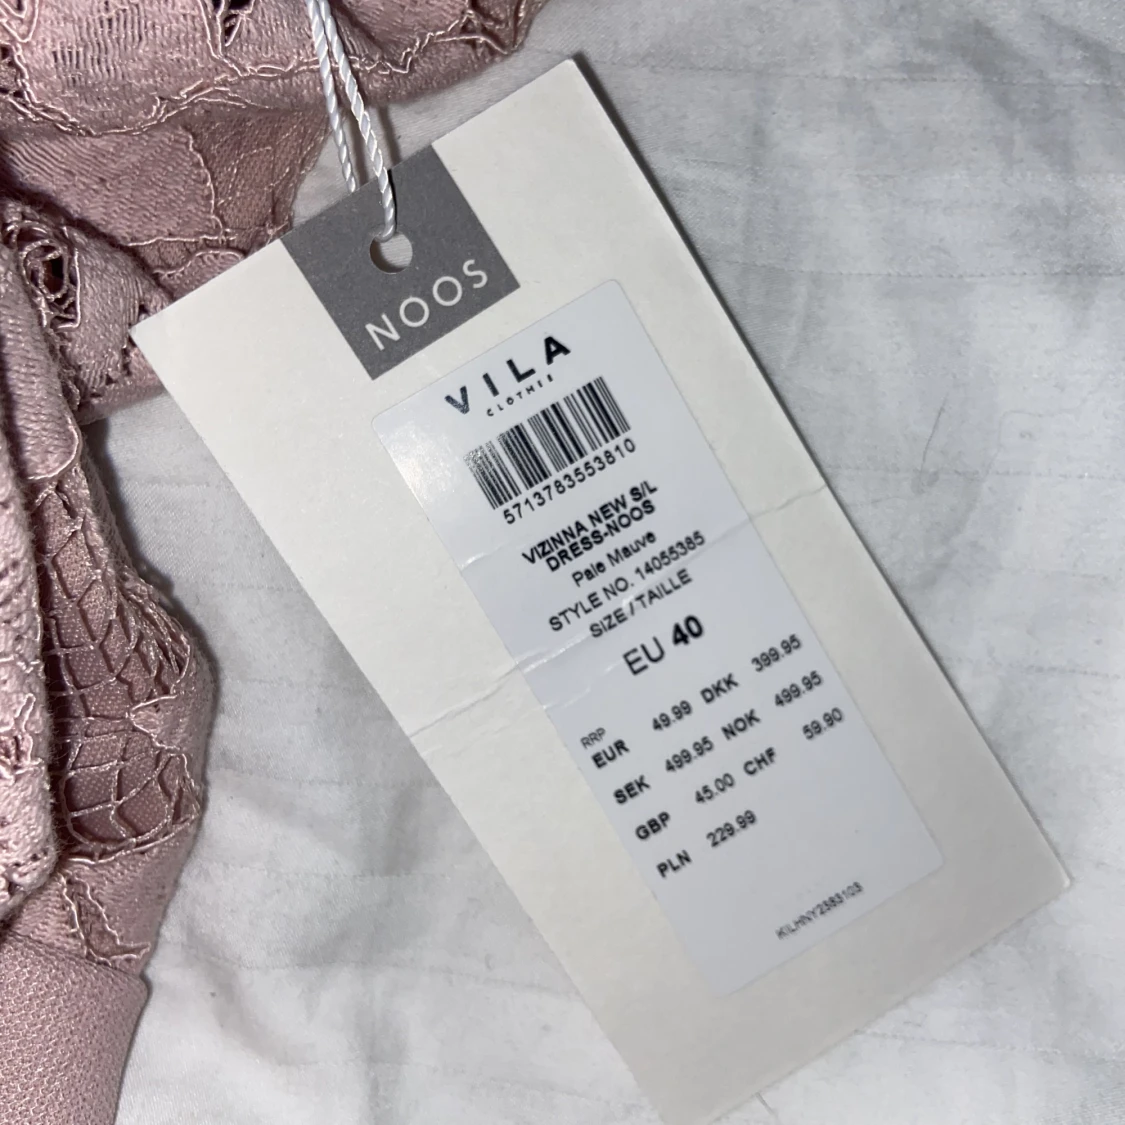 NOOS
VILA
CLOTHES
5713783553810
VIZINNA NEW S/L
DRESS-NOOS
Pale Mauve
STYLE NO. 14055385
SIZE / TAILLE
EU 40
RRP
EUR 49.99 DKK 399.95
SEK 499.95 NOK 499.95
GBP 45.00 CHF 59.90
PLN 229.99
KILHNY2383103